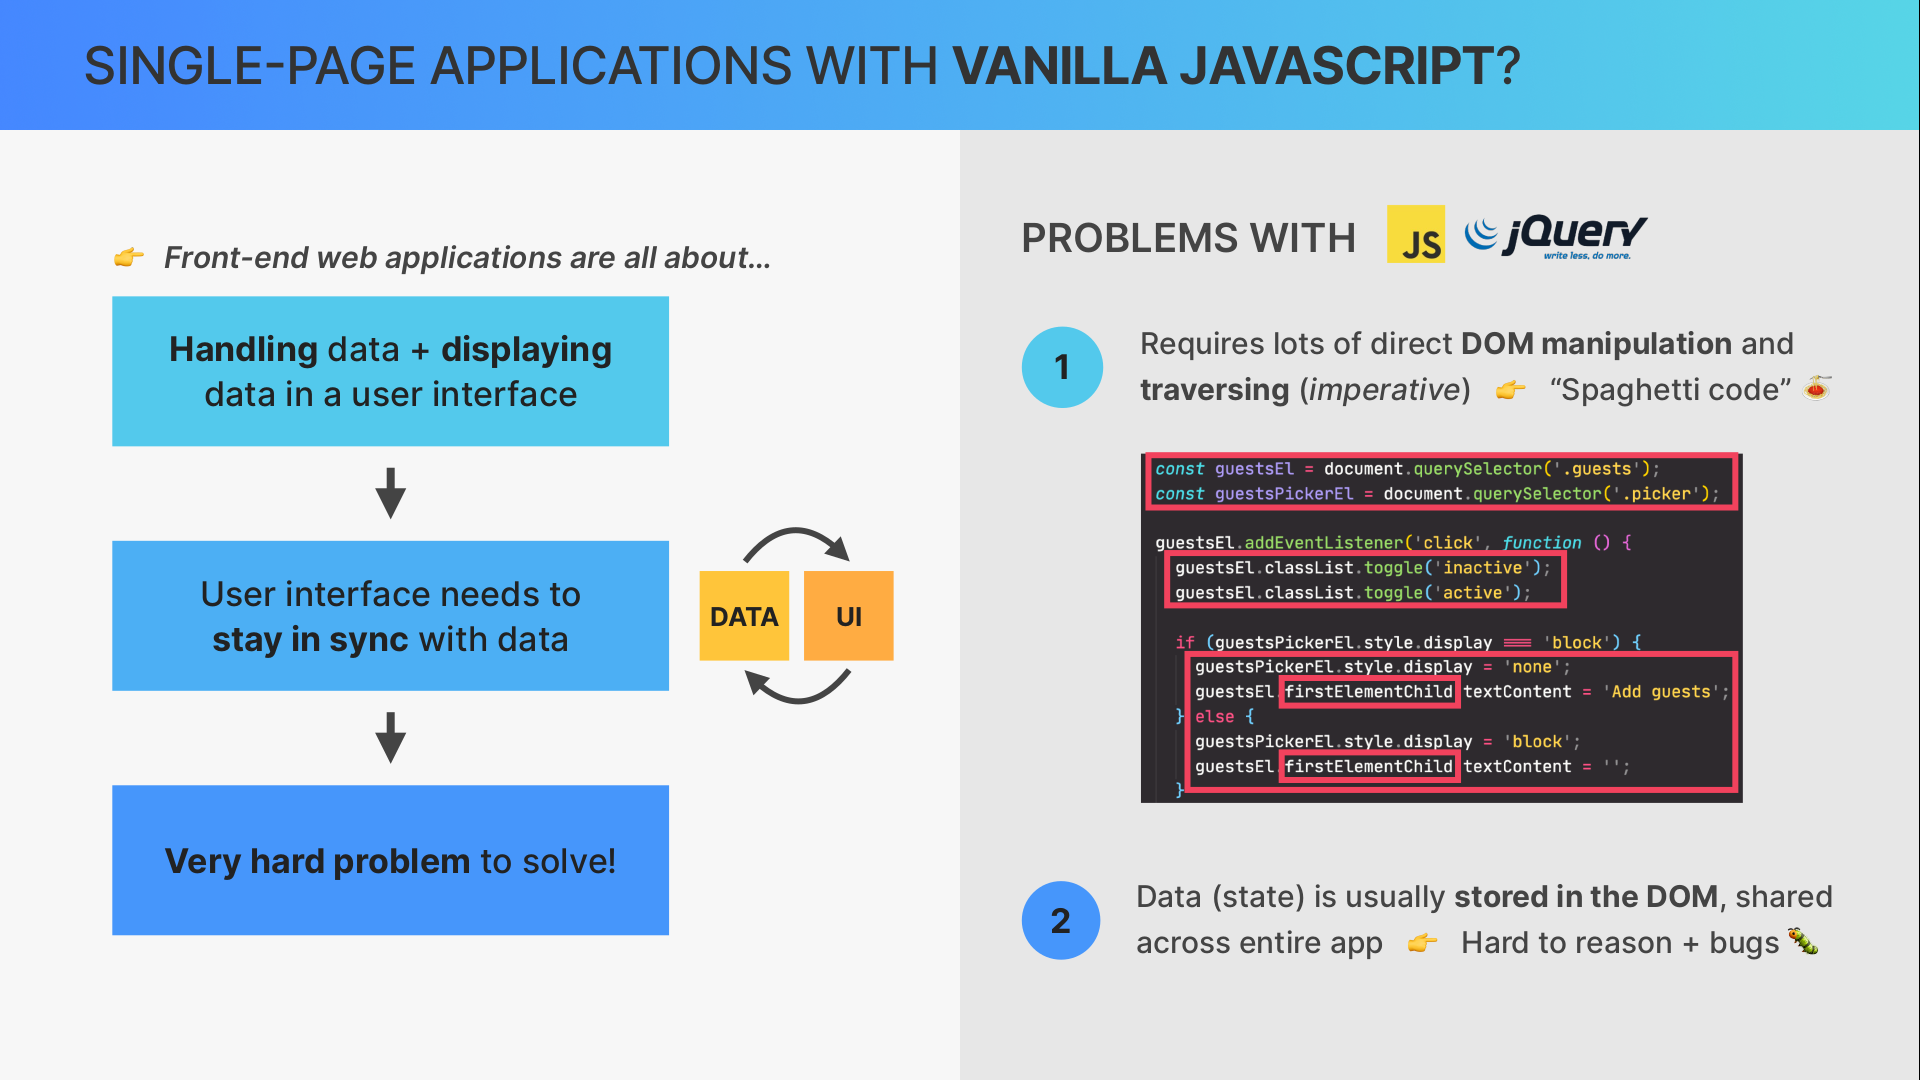 SINGLE-PAGE APPLICATIONS WITH VANILLA JAVASCRIPT?
👉 Front-end web applications are all about…
Handling data + displaying
data in a user interface
User interface needs to
stay in sync with data
DATA
UI
Very hard problem to solve!
PROBLEMS WITH
JS
jQuery
write less, do more.
1
Requires lots of direct DOM manipulation and
traversing (imperative) 👉 “Spaghetti code” 🍝
const guestsEl = document.querySelector('.guests');
const guestsPickerEl = document.querySelector('.picker');
guestsEl.addEventListener('click', function () {
guestsEl.classList.toggle('inactive');
guestsEl.classList.toggle('active');
if (guestsPickerEl.style.display === 'block') {
guestsPickerEl.style.display = 'none';
guestsEl.firstElementChild.textContent = 'Add guests';
} else {
guestsPickerEl.style.display = 'block';
guestsEl.firstElementChild.textContent = '';
}
2
Data (state) is usually stored in the DOM, shared
across entire app 👉 Hard to reason + bugs 🐛